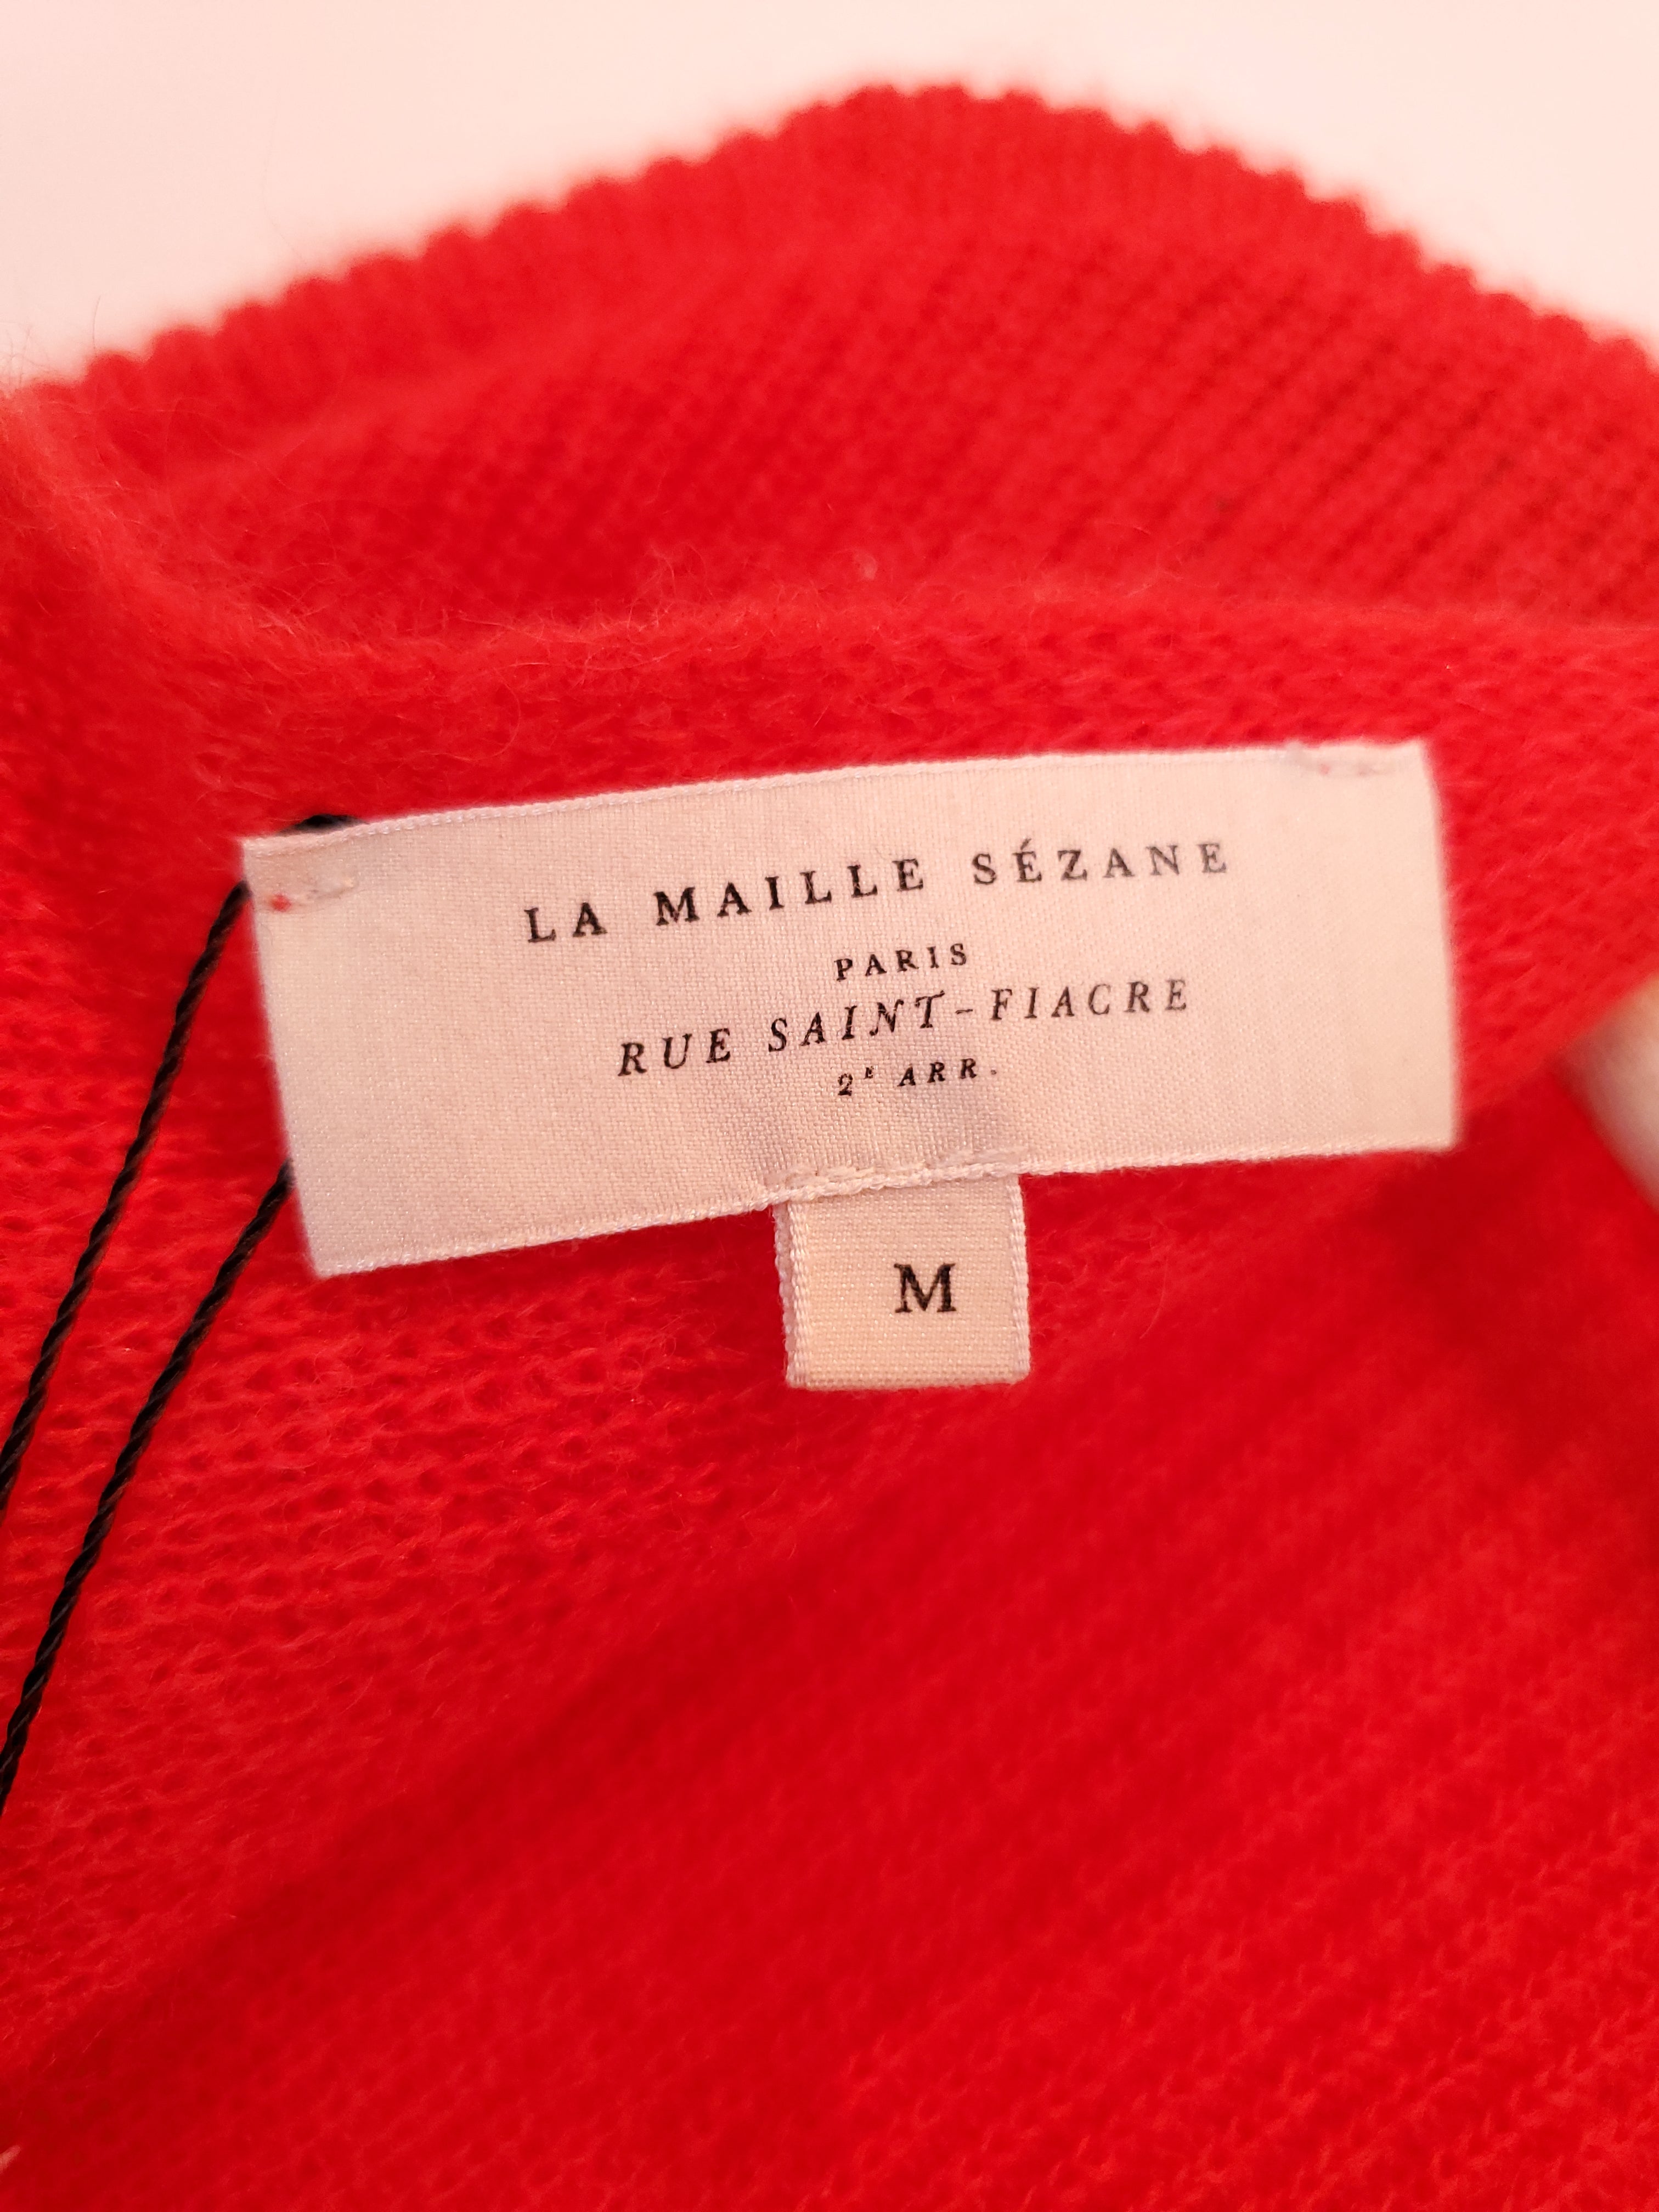 LA MAILLE SÉZANE
PARIS
RUE SAINT-FIACRE
2E ARR.
M